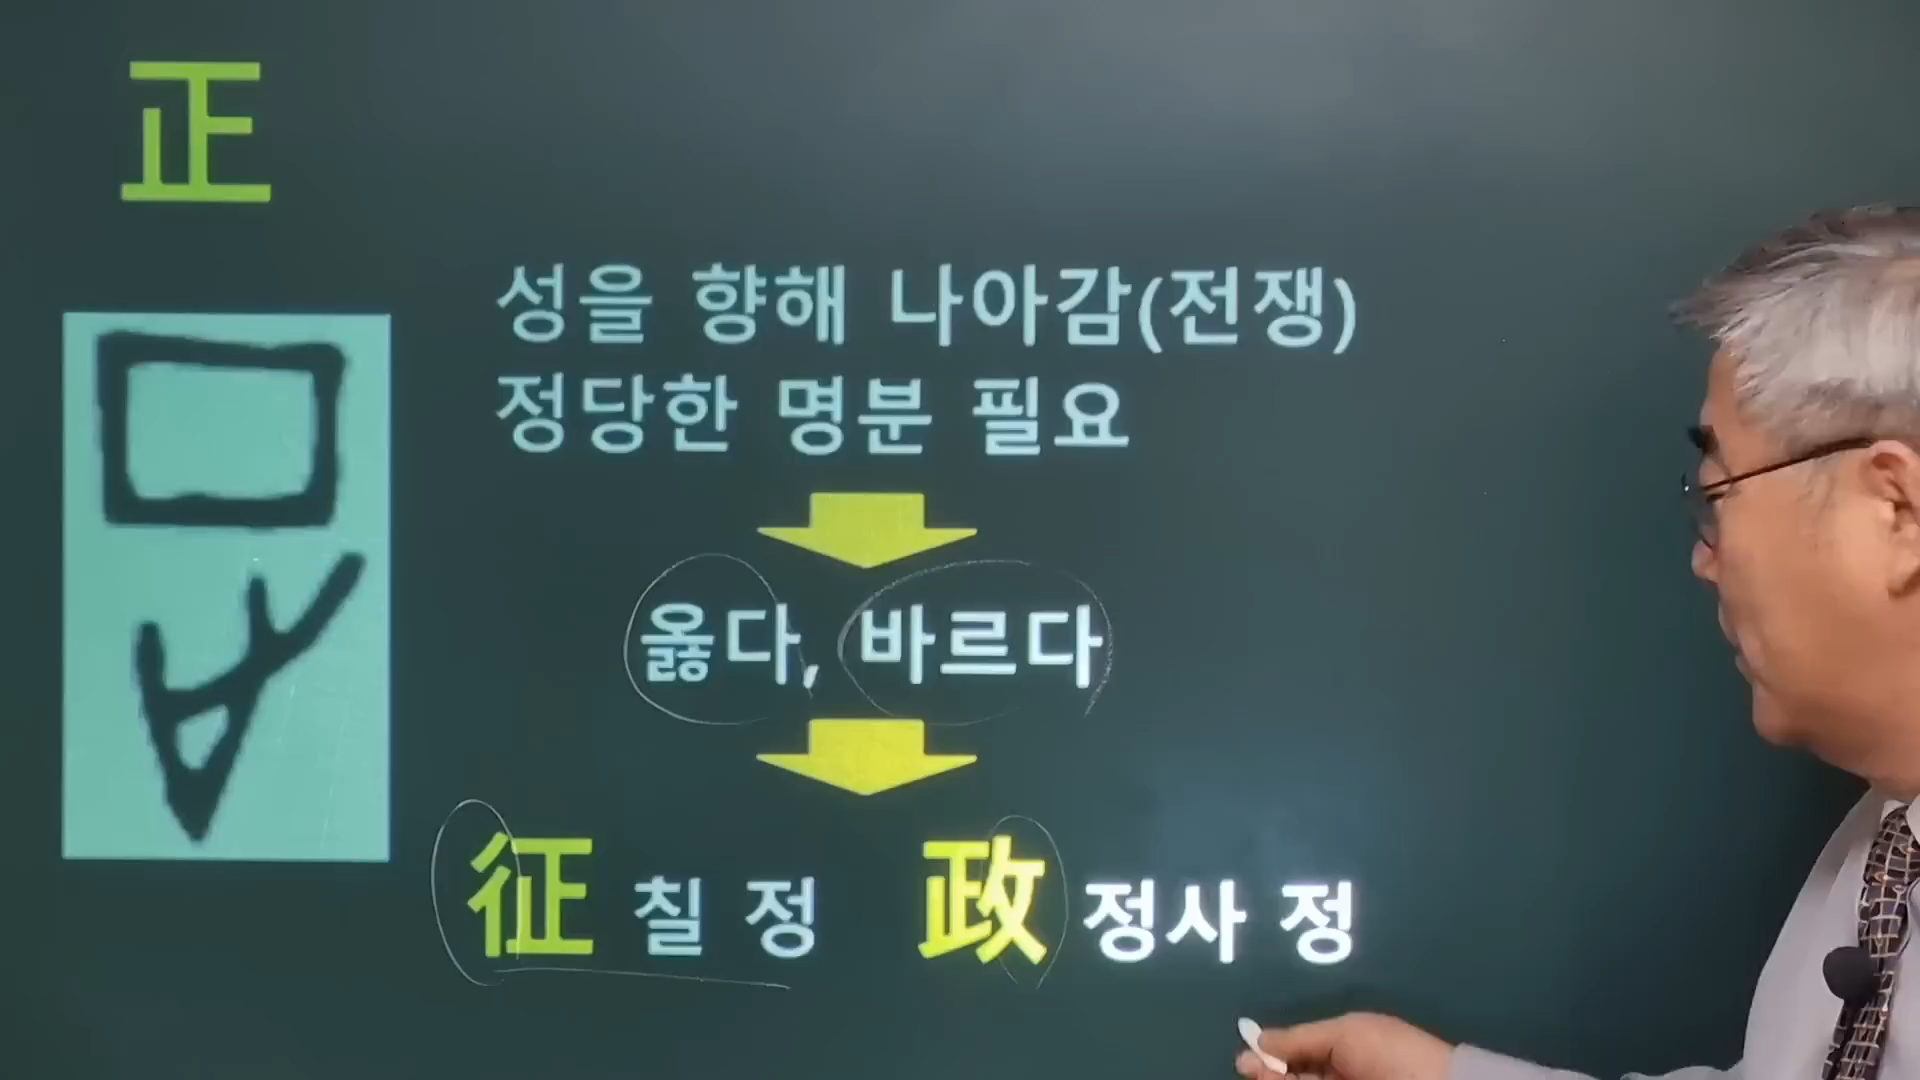 正
성을 향해 나아감(전쟁)
정당한 명분 필요
옳다, 바르다
征 칠 정 政 정사 정